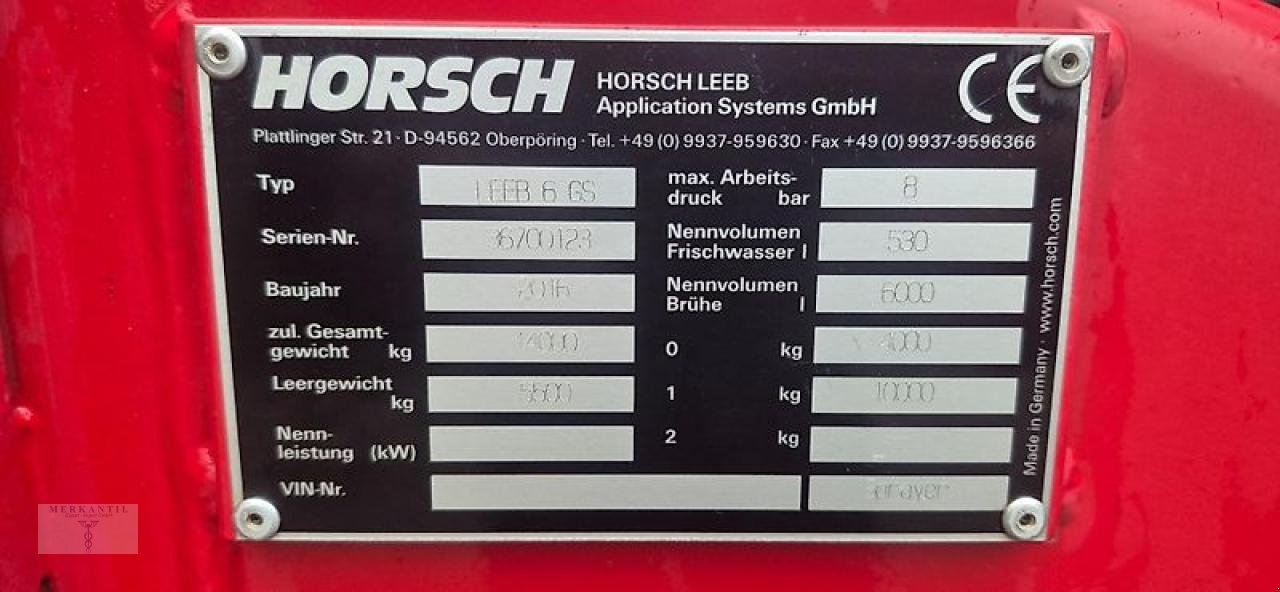 HORSCH
HORSCH LEEB
Application Systems GmbH
CE
Plattlinger Str. 21 · D-94562 Oberpöring · Tel. +49 (0) 9937-959630 · Fax +49 (0) 9937-9596366
Typ LEEB 6 GS
Serien-Nr. 36700123
Baujahr 2016
zul. Gesamt-
gewicht kg 14000
Leergewicht
kg 5500
Nenn-
leistung (kW)
VIN-Nr. Sprayer
max. Arbeits-
druck bar 8
Nennvolumen
Frischwasser l 530
Nennvolumen
Brühe l 6000
0 kg 4000
1 kg 10000
2 kg
Made in Germany · www.horsch.com
MERKANTIL